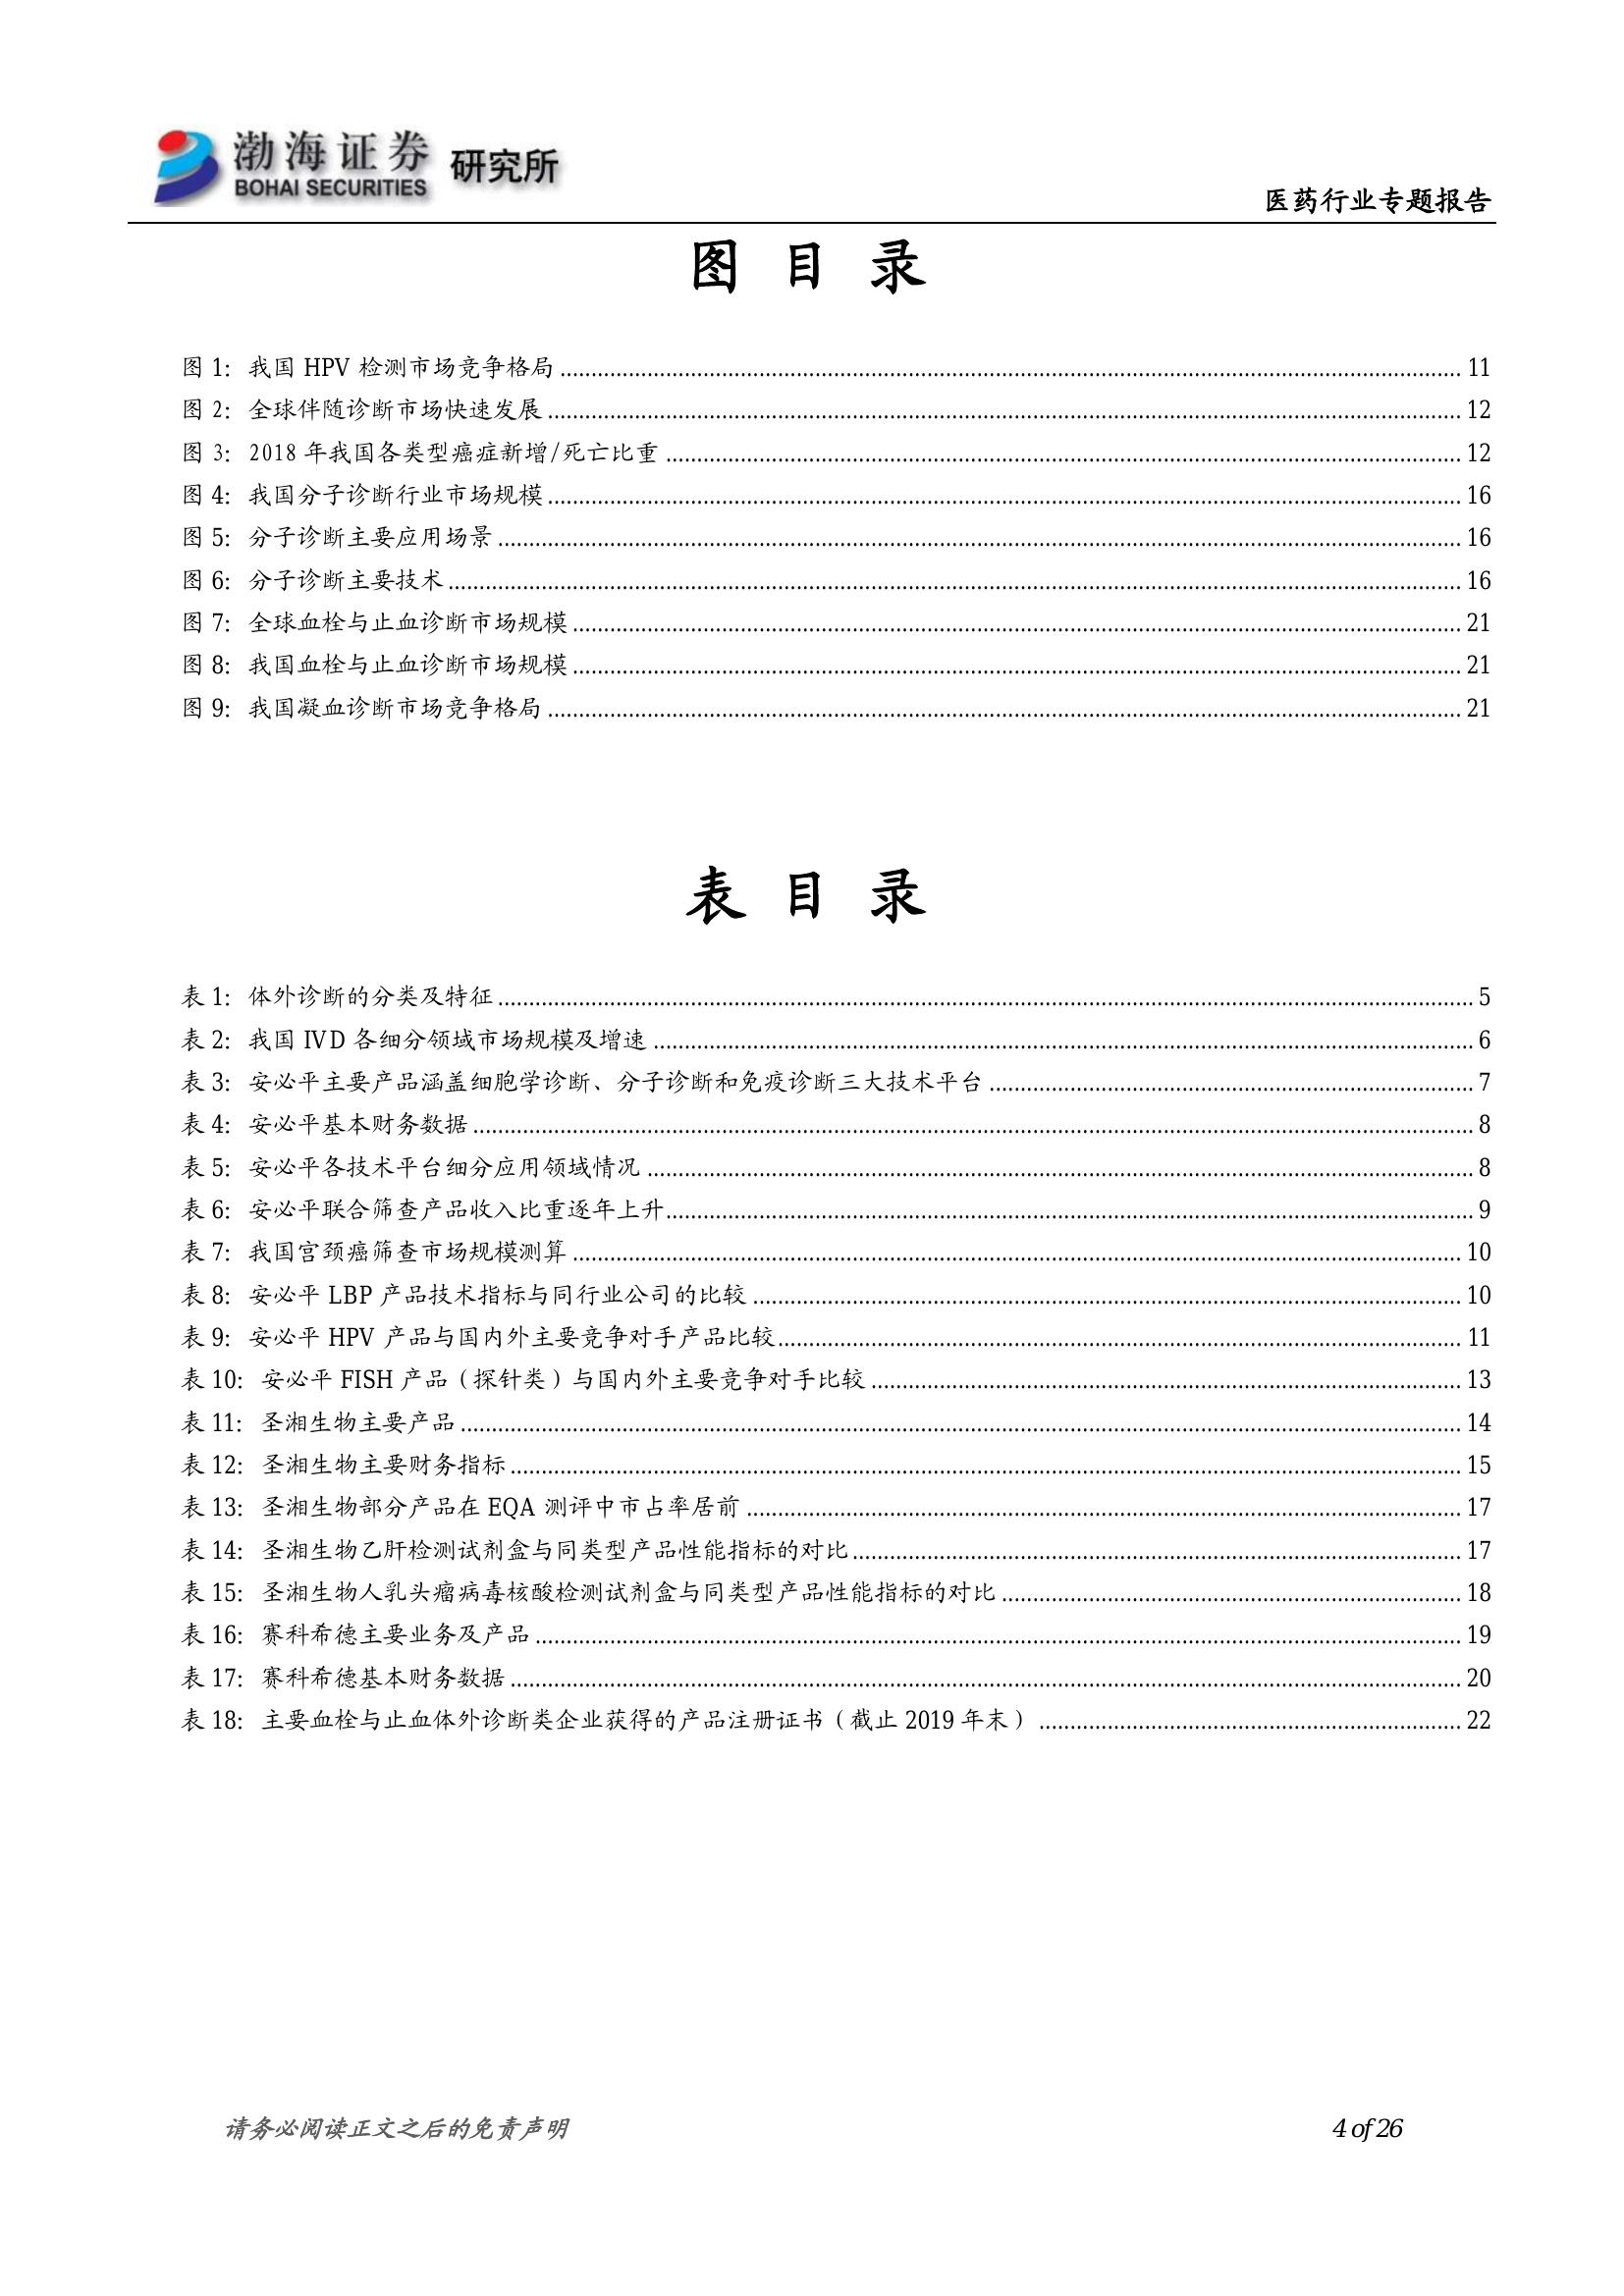 渤海证券 研究所
BOHAI SECURITIES
医药行业专题报告
图 目 录
图 1: 我国 HPV 检测市场竞争格局 ........ 11
图 2: 全球伴随诊断市场快速发展 ........ 12
图 3: 2018 年我国各类型癌症新增/死亡比重 ........ 12
图 4: 我国分子诊断行业市场规模 ........ 16
图 5: 分子诊断主要应用场景 ........ 16
图 6: 分子诊断主要技术 ........ 16
图 7: 全球血栓与止血诊断市场规模 ........ 21
图 8: 我国血栓与止血诊断市场规模 ........ 21
图 9: 我国凝血诊断市场竞争格局 ........ 21
表 目 录
表 1: 体外诊断的分类及特征 ........ 5
表 2: 我国 IVD 各细分领域市场规模及增速 ........ 6
表 3: 安必平主要产品涵盖细胞学诊断、分子诊断和免疫诊断三大技术平台 ........ 7
表 4: 安必平基本财务数据 ........ 8
表 5: 安必平各技术平台细分应用领域情况 ........ 8
表 6: 安必平联合筛查产品收入比重逐年上升 ........ 9
表 7: 我国宫颈癌筛查市场规模测算 ........ 10
表 8: 安必平 LBP 产品技术指标与同行业公司的比较 ........ 10
表 9: 安必平 HPV 产品与国内外主要竞争对手产品比较 ........ 11
表 10: 安必平 FISH 产品（探针类）与国内外主要竞争对手比较 ........ 13
表 11: 圣湘生物主要产品 ........ 14
表 12: 圣湘生物主要财务指标 ........ 15
表 13: 圣湘生物部分产品在 EQA 测评中市占率居前 ........ 17
表 14: 圣湘生物乙肝检测试剂盒与同类型产品性能指标的对比 ........ 17
表 15: 圣湘生物人乳头瘤病毒核酸检测试剂盒与同类型产品性能指标的对比 ........ 18
表 16: 赛科希德主要业务及产品 ........ 19
表 17: 赛科希德基本财务数据 ........ 20
表 18: 主要血栓与止血体外诊断类企业获得的产品注册证书（截止 2019 年末） ........ 22
请务必阅读正文之后的免责声明 4 of 26